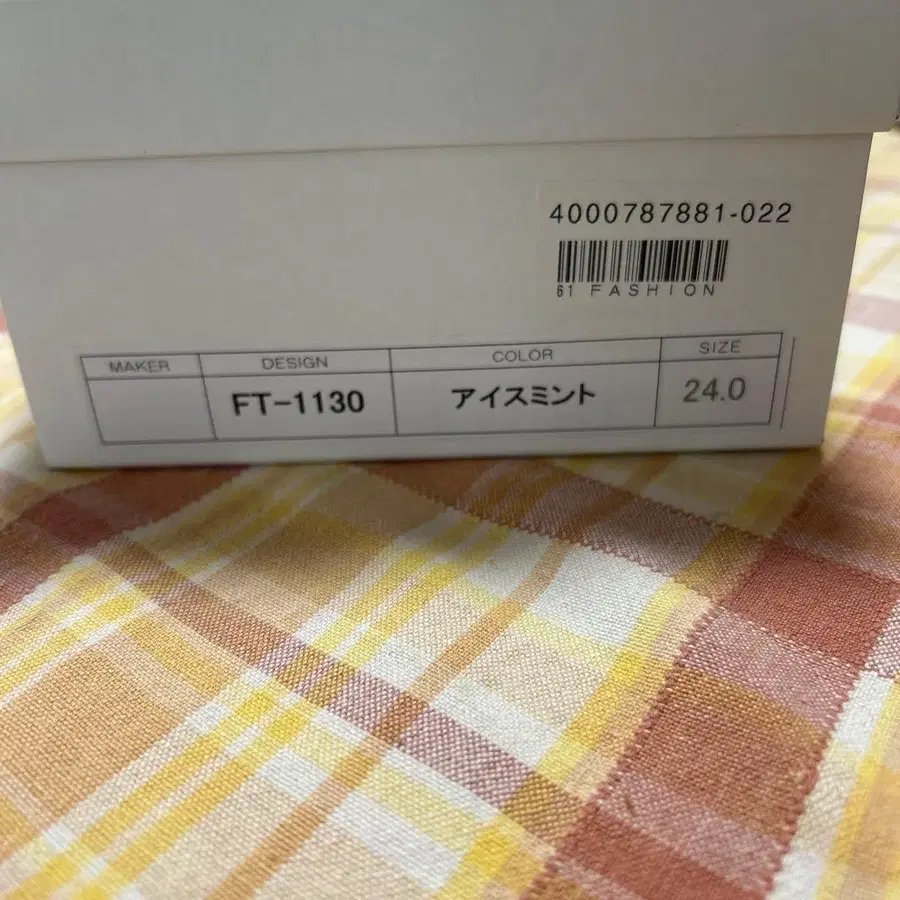 4000787881-022
61 FASHION
MAKER DESIGN COLOR SIZE
FT-1130 アイスミント 24.0